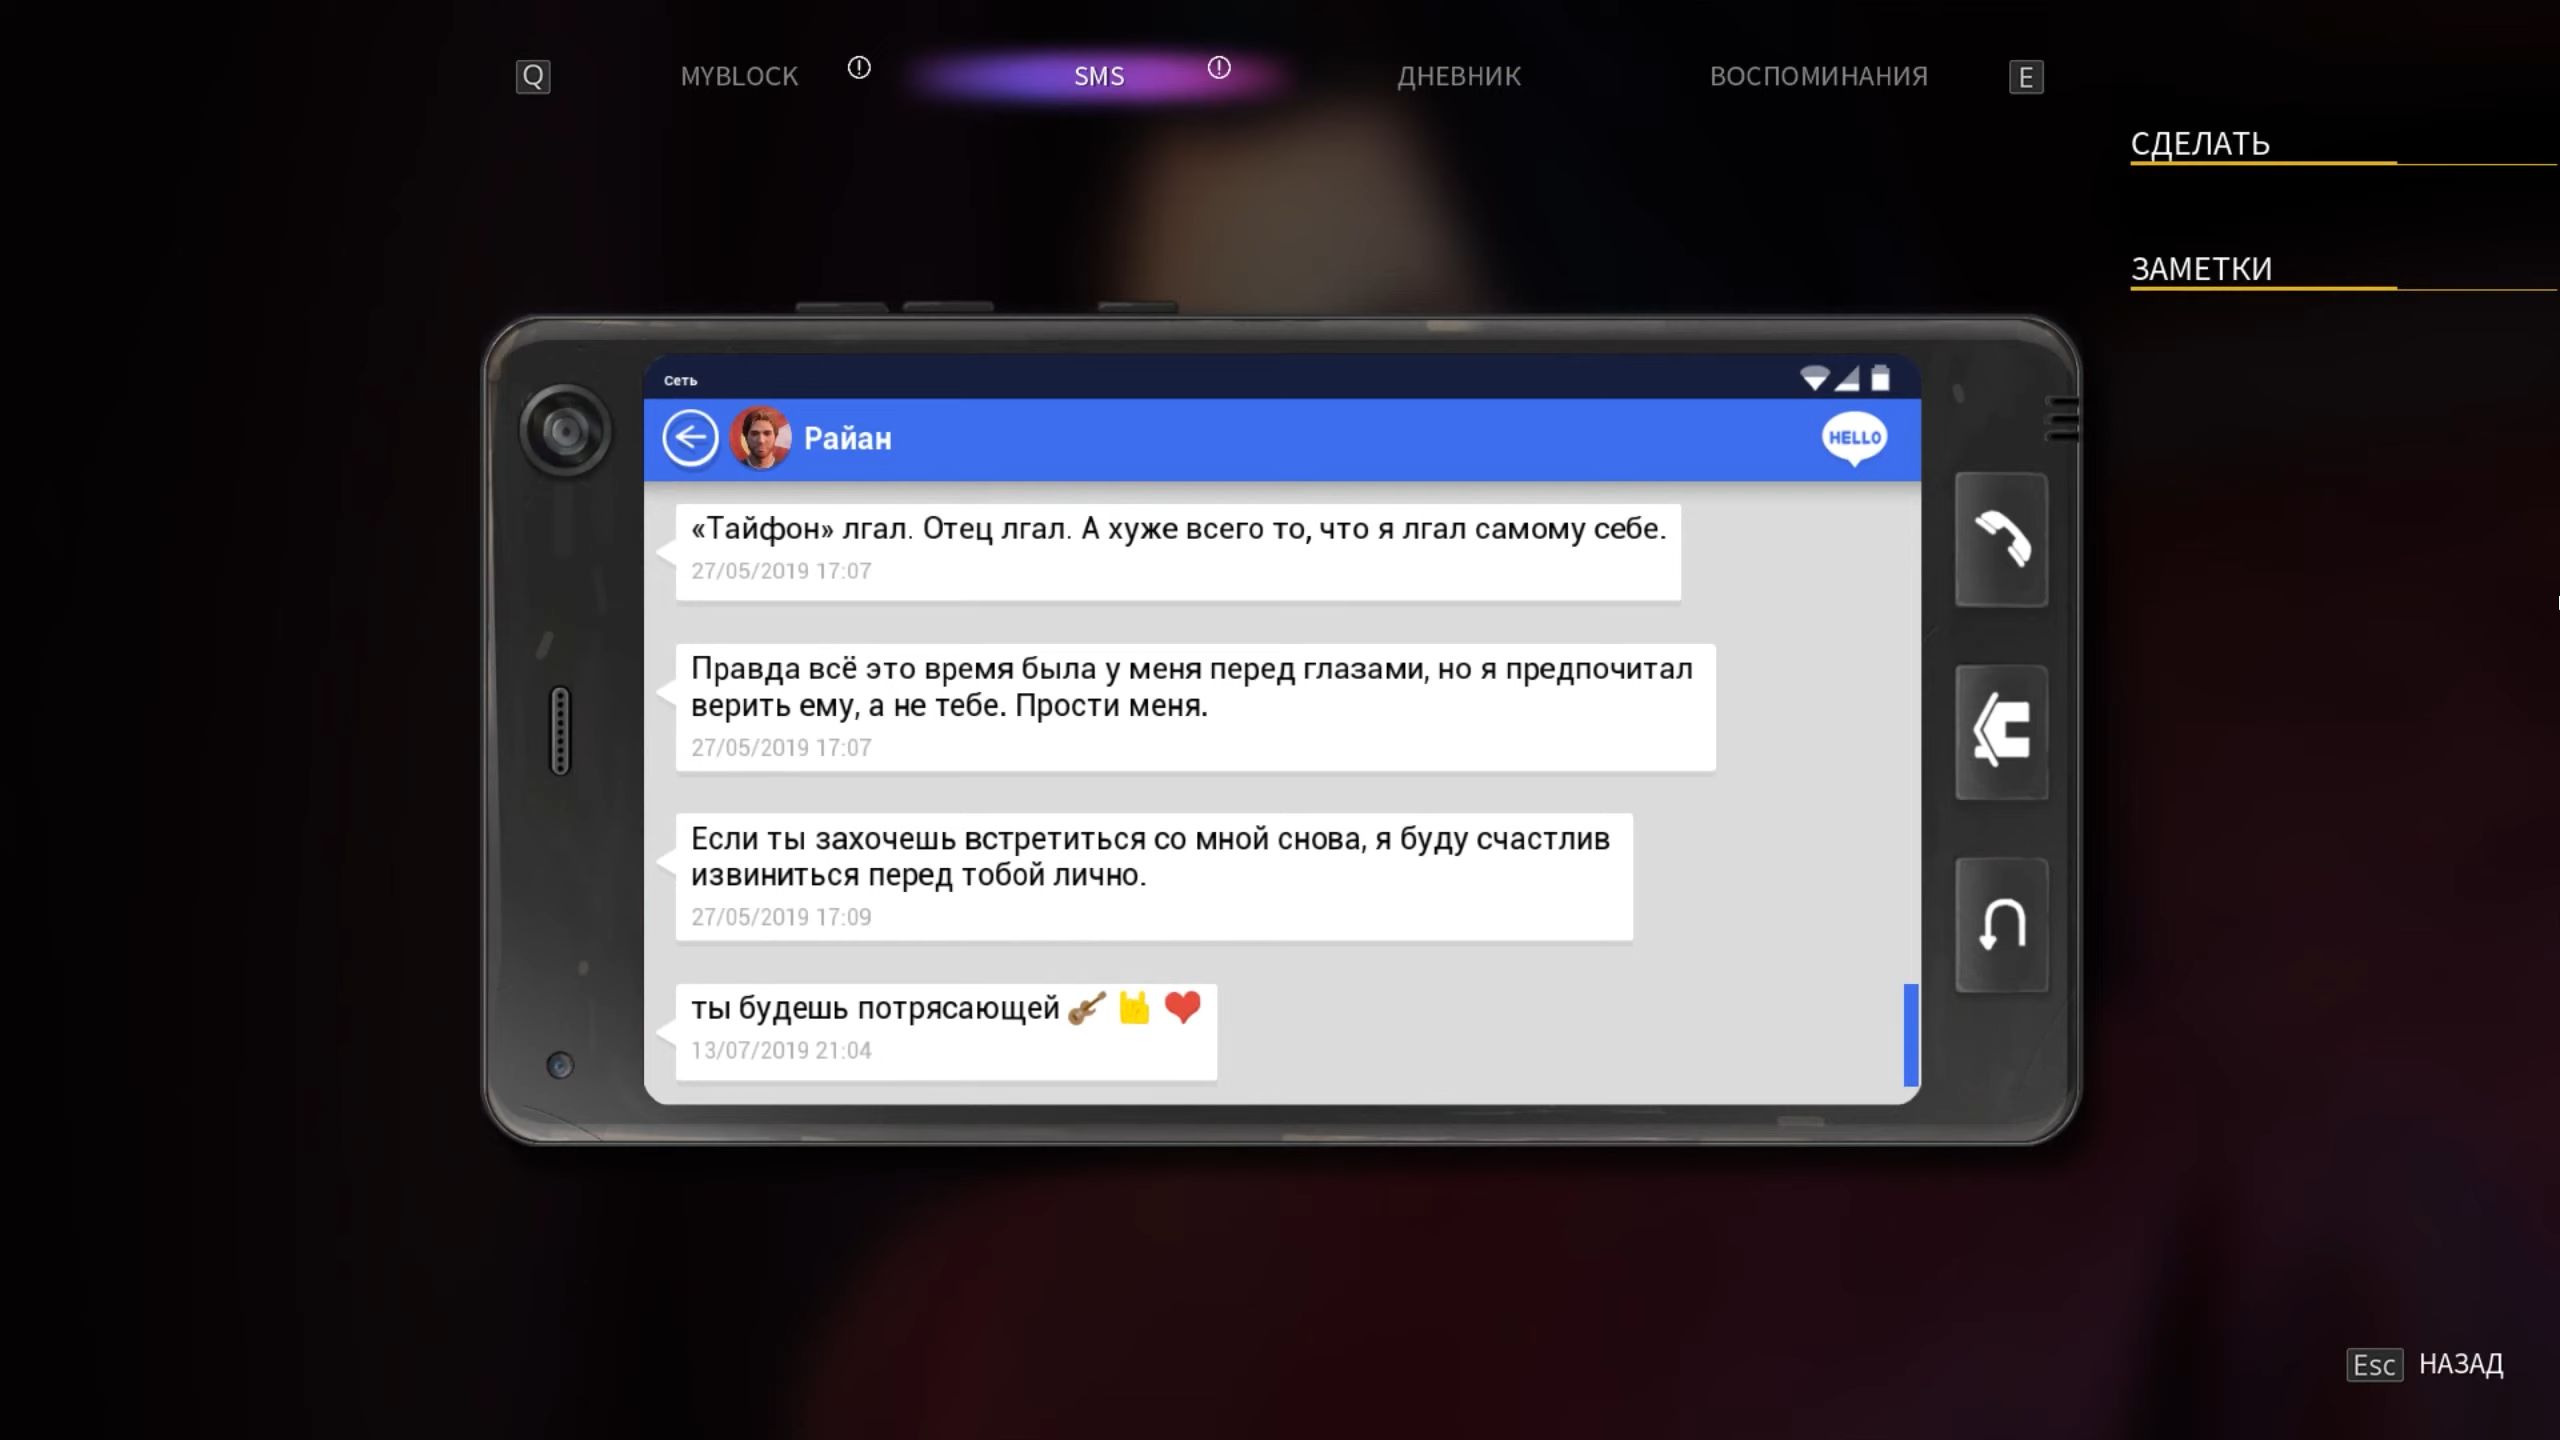 Q
MYBLOCK
SMS
ДНЕВНИК
ВОСПОМИНАНИЯ
E
СДЕЛАТЬ
ЗАМЕТКИ
Сеть
Райан
HELLO
«Тайфон» лгал. Отец лгал. А хуже всего то, что я лгал самому себе.
27/05/2019 17:07
Правда всё это время была у меня перед глазами, но я предпочитал
верить ему, а не тебе. Прости меня.
27/05/2019 17:07
Если ты захочешь встретиться со мной снова, я буду счастлив
извиниться перед тобой лично.
27/05/2019 17:09
ты будешь потрясающей 🎸 🤘 ❤️
13/07/2019 21:04
Esc НАЗАД